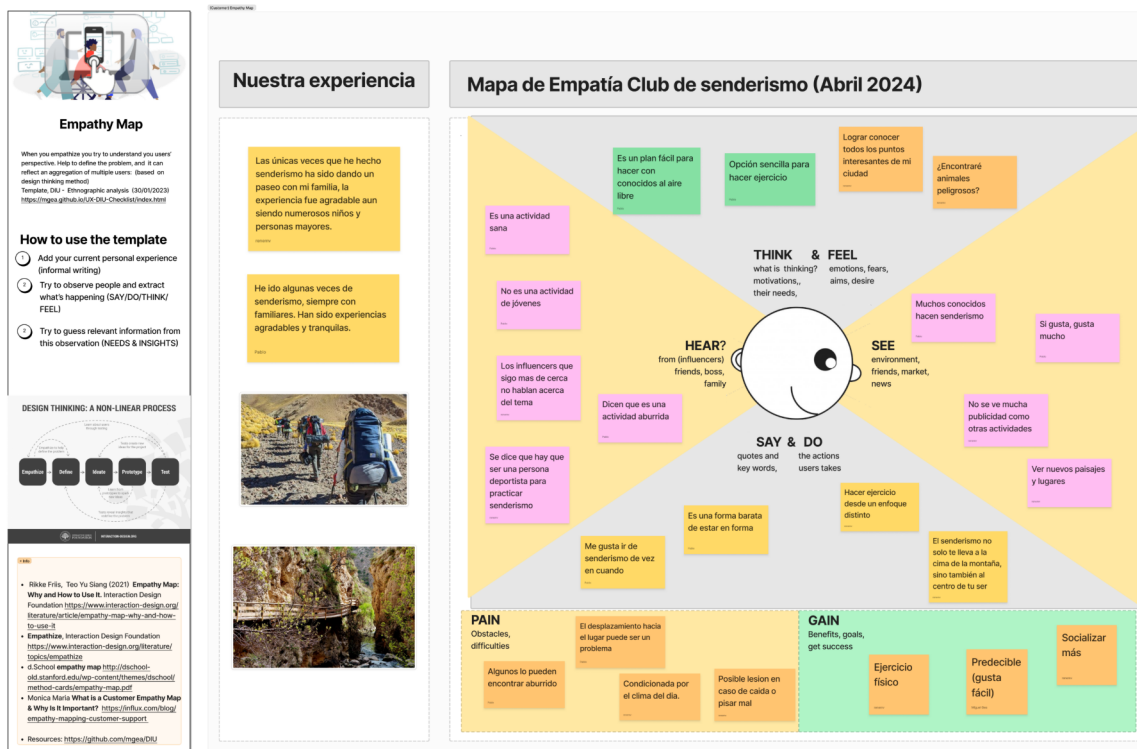 Customer's Empathy Map
Empathy Map
When you empathize you try to understand you users'
perspective. Help to define the problem, and it can
reflect an aggregation of multiple users: (based on
design thinking method)
Template, DIU - Ethnographic analysis (30/01/2023)
https://mgea.github.io/UX-DIU-Checklist/index.html
How to use the template
1 Add your current personal experience
(informal writing)
2 Try to observe people and extract
what's happening (SAY/DO/THINK/
FEEL)
Try to guess relevant information from
this observation (NEEDS & INSIGHTS)
DESIGN THINKING: A NON-LINEAR PROCESS
Empathize
Define
Ideate
Prototype
Test
INTERACTION-DESIGN.ORG
+ Info
• Rikke Friis, Teo Yu Siang (2021) Empathy Map:
Why and How to Use It. Interaction Design
Foundation https://www.interaction-design.org/
literature/article/empathy-map-why-and-how-
to-use-it
• Empathize, Interaction Design Foundation
https://www.interaction-design.org/literature/
topics/empathize
• d.School empathy map http://dschool-
old.stanford.edu/wp-content/themes/dschool/
method-cards/empathy-map.pdf
• Monica Maria What is a Customer Empathy Map
& Why Is It Important? https://influx.com/blog/
empathy-mapping-customer-support
• Resources: https://github.com/mgea/DIU
Nuestra experiencia
Las únicas veces que he hecho
senderismo ha sido dando un
paseo con mi familia, la
experiencia fue agradable aun
siendo numerosos niños y
personas mayores.
He ido algunas veces de
senderismo, siempre con
familiares. Han sido experiencias
agradables y tranquilas.
Pablo
Mapa de Empatía Club de senderismo (Abril 2024)
Es un plan fácil para
hacer con
conocidos al aire
libre
Opción sencilla para
hacer ejercicio
Lograr conocer
todos los puntos
interesantes de mi
ciudad
¿Encontraré
animales
peligrosos?
THINK & FEEL
what is thinking? emotions, fears,
motivations,, aims, desire
their needs,
Es una actividad
sana
No es una actividad
de jóvenes
Los influencers que
sigo mas de cerca
no hablan acerca
del tema
Dicen que es una
actividad aburrida
Se dice que hay que
ser una persona
deportista para
practicar
senderismo
HEAR?
from (influencers)
friends, boss,
family
SEE
environment,
friends, market,
news
Muchos conocidos
hacen senderismo
Si gusta, gusta
mucho
No se ve mucha
publicidad como
otras actividades
Ver nuevos paisajes
y lugares
SAY & DO
quotes and the actions
key words, users takes
Hacer ejercicio
desde un enfoque
distinto
Es una forma barata
de estar en forma
Me gusta ir de
senderismo de vez
en cuando
El senderismo no
solo te lleva a la
cima de la montaña,
sino también al
centro de tu ser
PAIN
Obstacles,
difficulties
El desplazamiento hacia
el lugar puede ser un
problema
Algunos lo pueden
encontrar aburrido
Condicionada por
el clima del dia.
Posible lesion en
caso de caida o
pisar mal
GAIN
Benefits, goals,
get success
Ejercicio
físico
Predecible
(gusta
fácil)
Socializar
más